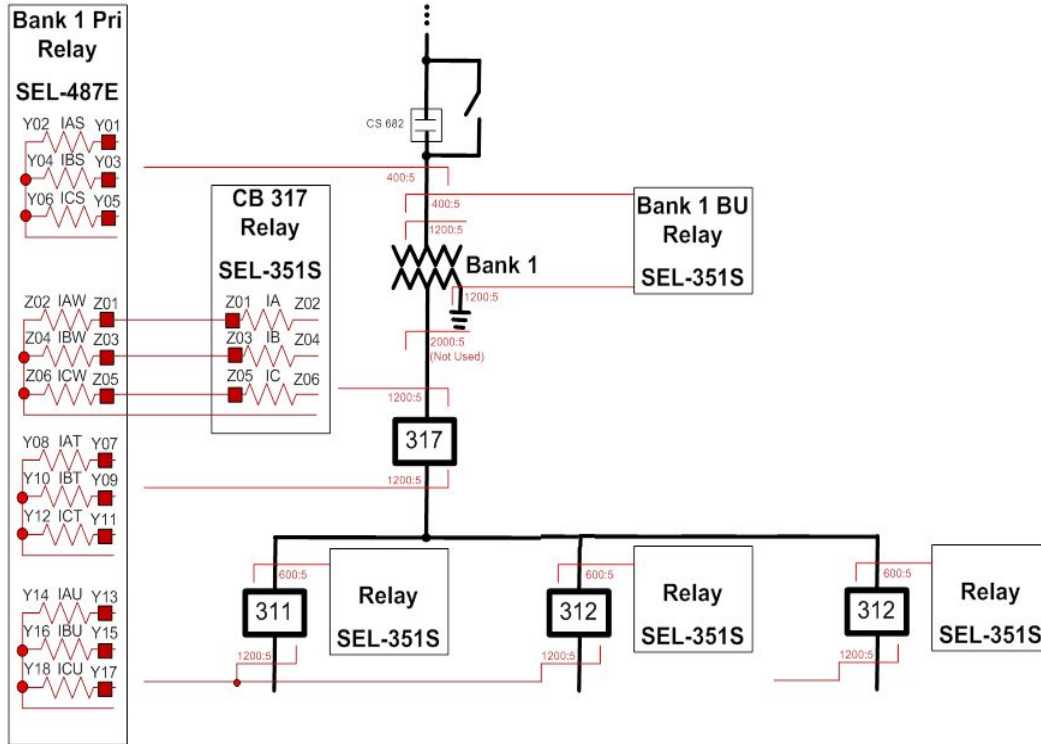 Bank 1 Pri
Relay
SEL-487E
Y02 IAS Y01
Y04 IBS Y03
Y06 ICS Y05
Z02 IAW Z01
Z04 IBW Z03
Z06 ICW Z05
Y08 IAT Y07
Y10 IBT Y09
Y12 ICT Y11
Y14 IAU Y13
Y16 IBU Y15
Y18 ICU Y17
CB 317
Relay
SEL-351S
Z01 IA Z02
Z03 IB Z04
Z05 IC Z06
CS 682
400:5
400:5
1200:5
Bank 1
1200:5
2000:5
(Not Used)
1200:5
317
1200:5
Bank 1 BU
Relay
SEL-351S
600:5
311
1200:5
Relay
SEL-351S
600:5
312
1200:5
Relay
SEL-351S
600:5
312
1200:5
Relay
SEL-351S